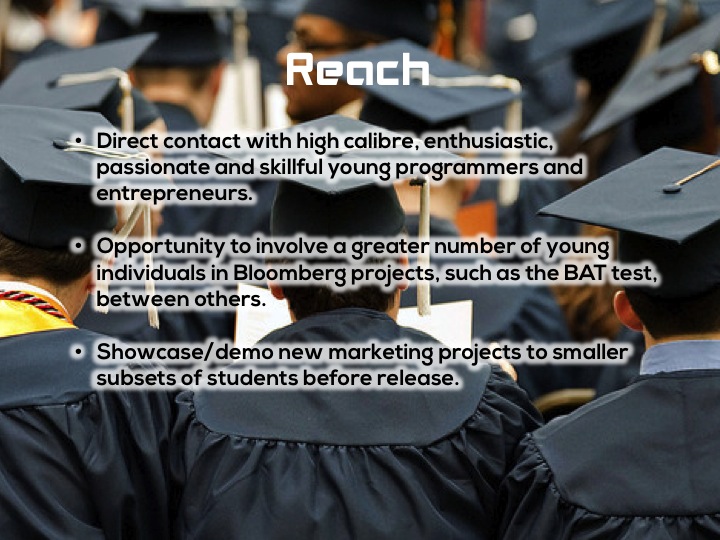 Reach
• Direct contact with high calibre, enthusiastic,
passionate and skillful young programmers and
entrepreneurs.
• Opportunity to involve a greater number of young
individuals in Bloomberg projects, such as the BAT test,
between others.
• Showcase/demo new marketing projects to smaller
subsets of students before release.